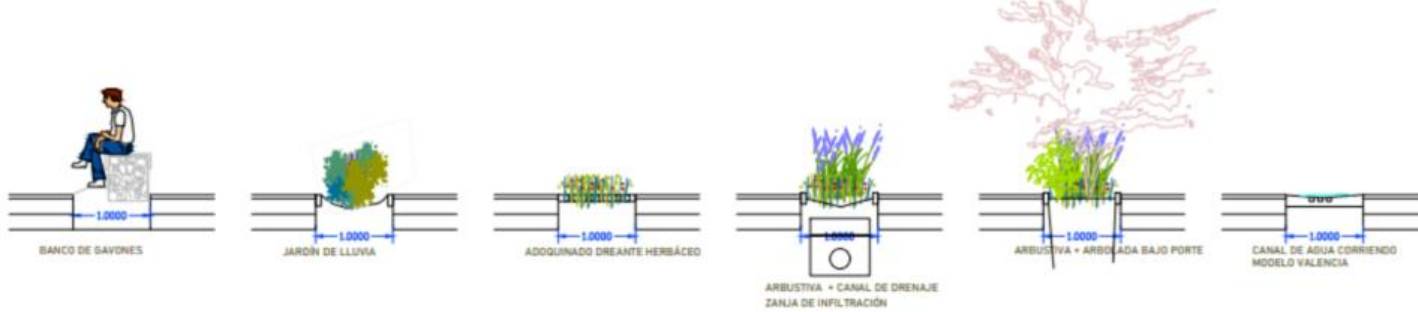 1.0000
BANCO DE GAVONES
1.0000
JARDÍN DE LLUVIA
1.0000
ADOQUINADO DREANTE HERBÁCEO
1.0000
ARBUSTIVA + CANAL DE DRENAJE
ZANJA DE INFILTRACIÓN
1.0000
ARBUSTIVA + ARBOLADA BAJO PORTE
1.0000
CANAL DE AGUA CORRIENDO
MODELO VALENCIA